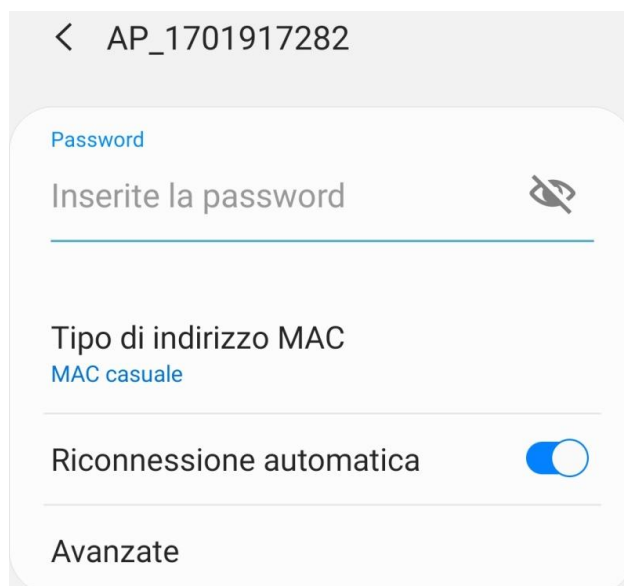 AP_1701917282
Password
Inserite la password
Tipo di indirizzo MAC
MAC casuale
Riconnessione automatica
Avanzate